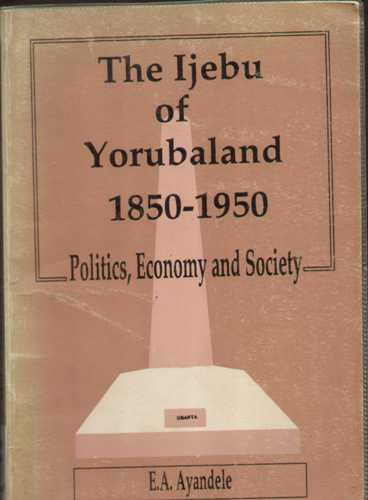 The Ijebu
of
Yorubaland
1850-1950
Politics, Economy and Society
OBANTA
E.A. Ayandele